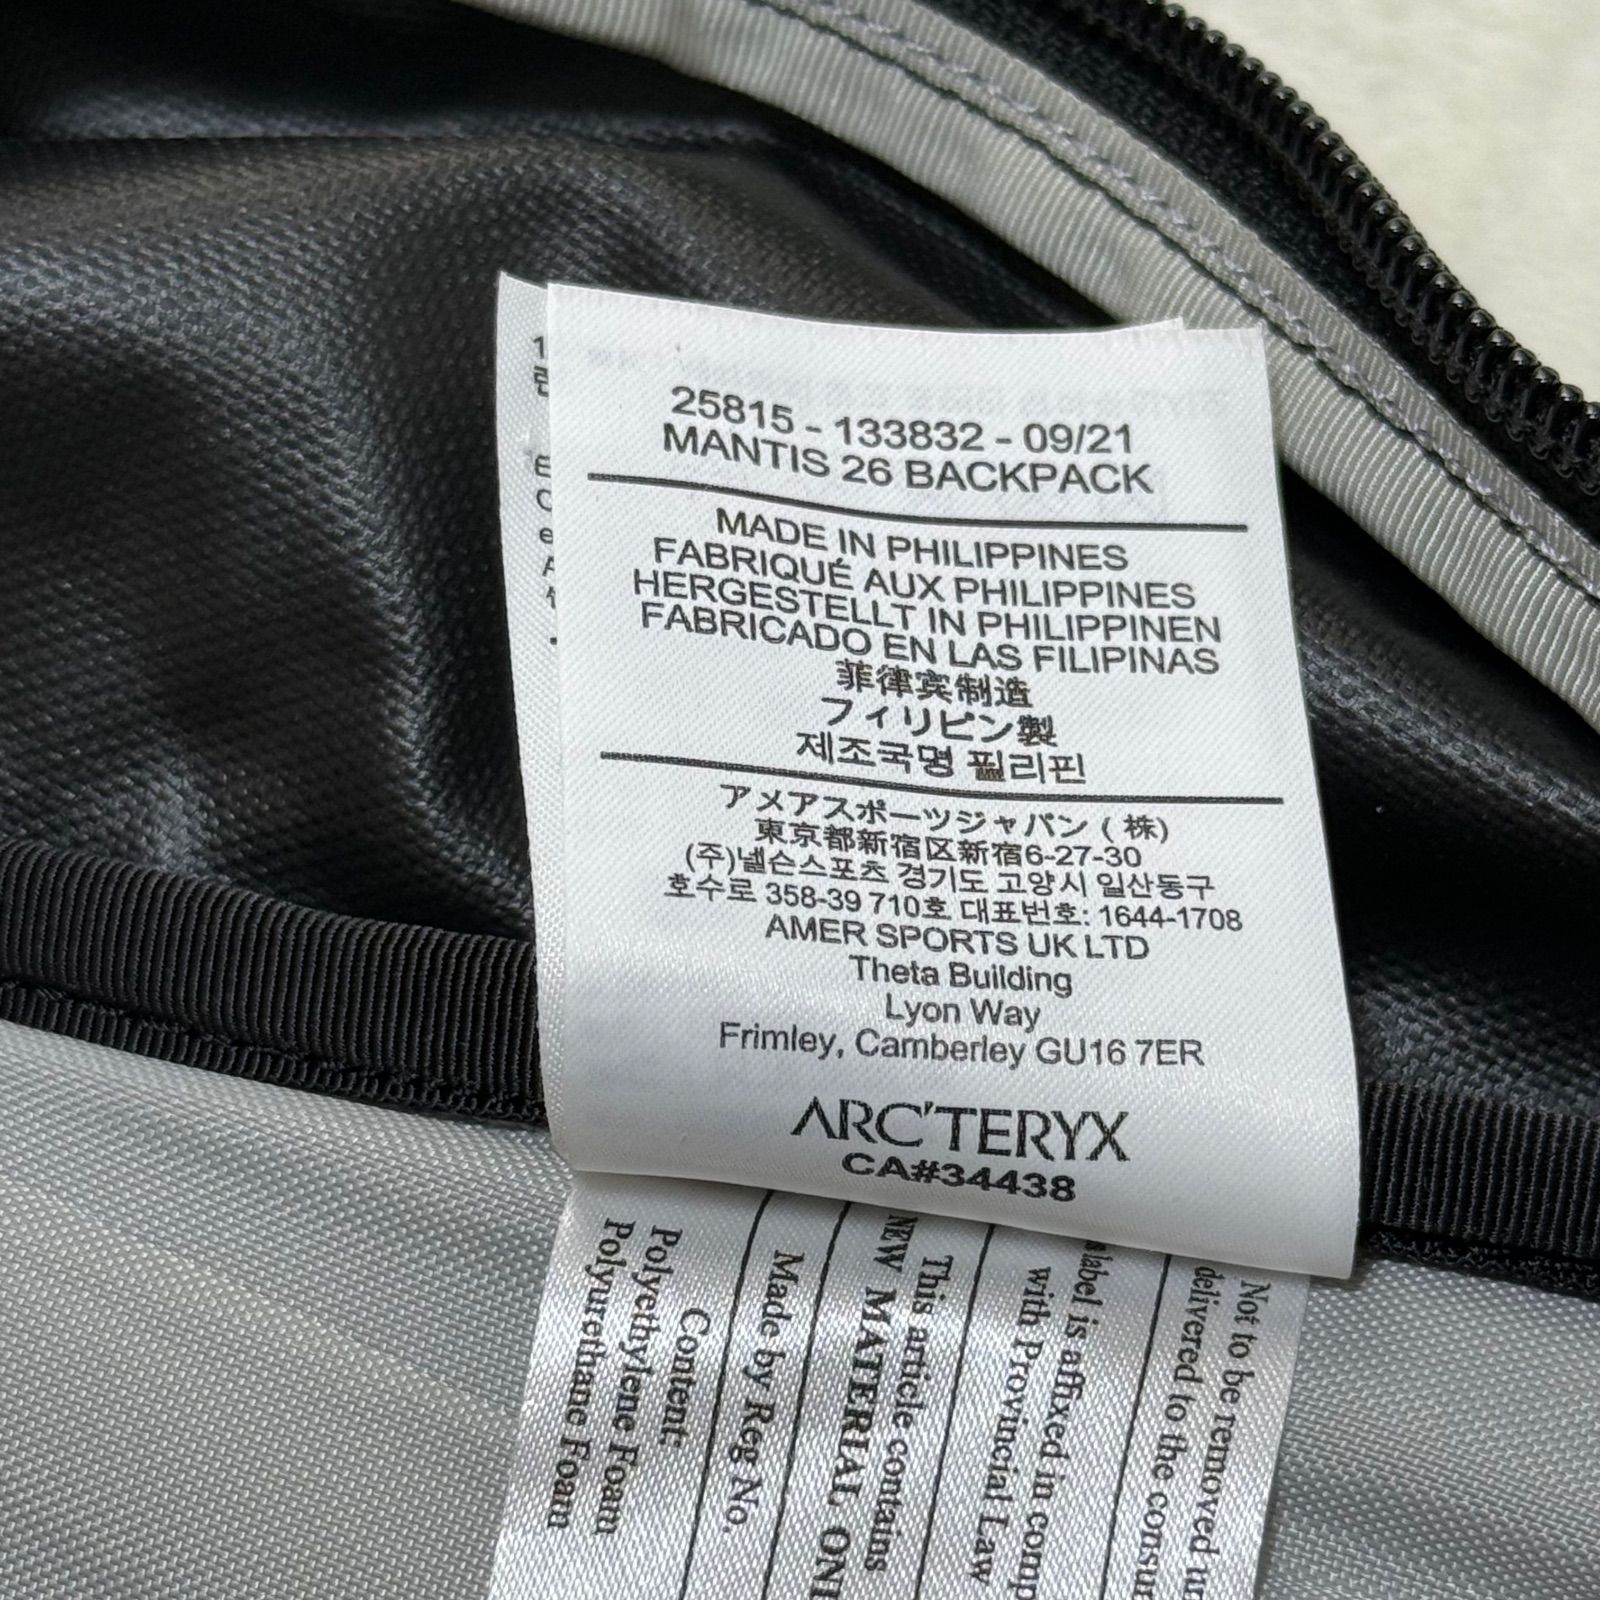 25815 - 133832 - 09/21
MANTIS 26 BACKPACK
MADE IN PHILIPPINES
FABRIQUÉ AUX PHILIPPINES
HERGESTELLT IN PHILIPPINEN
FABRICADO EN LAS FILIPINAS
菲律宾制造
フィリピン製
제조국명 필리핀
アメアスポーツジャパン ( 株)
東京都新宿区新宿6-27-30
(주)넬슨스포츠 경기도 고양시 일산동구
호수로 358-39 710호 대표번호: 1644-1708
AMER SPORTS UK LTD
Theta Building
Lyon Way
Frimley, Camberley GU16 7ER
ARC'TERYX
CA#34438
Not to be removed
delivered to the
label is affixed in
with Provincial Law
This article contains
NEW MATERIAL
Made by Reg No.
Content:
Polyethylene Foam
Polyurethane Foam